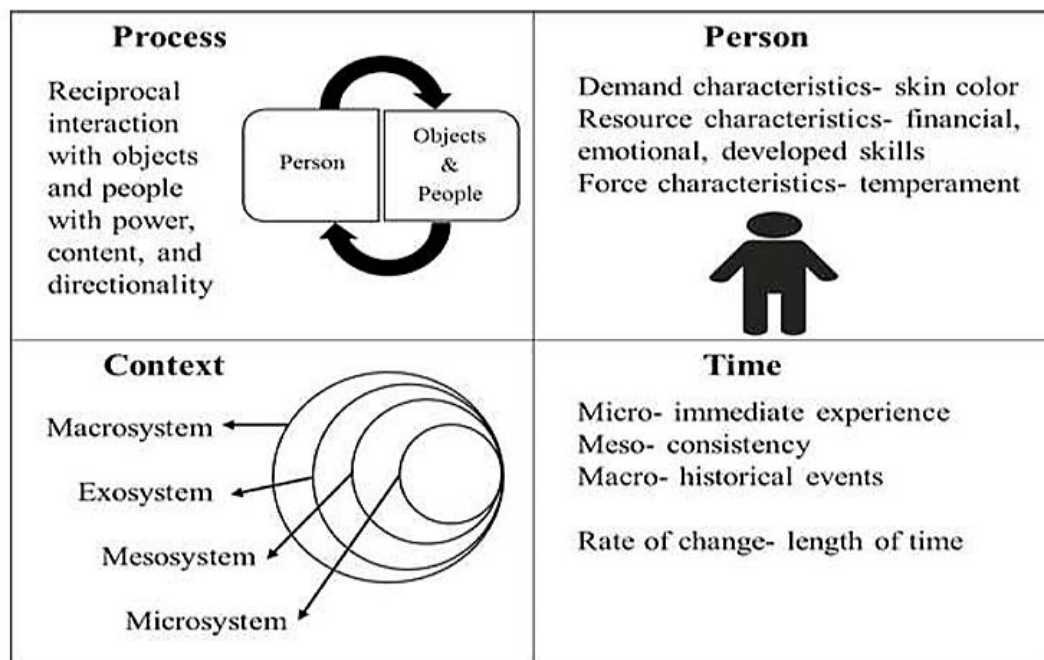 Process
Reciprocal
interaction
with objects
and people
with power,
content, and
directionality
Person
Objects
&
People
Person
Demand characteristics- skin color
Resource characteristics- financial,
emotional, developed skills
Force characteristics- temperament
Context
Macrosystem
Exosystem
Mesosystem
Microsystem
Time
Micro- immediate experience
Meso- consistency
Macro- historical events
Rate of change- length of time